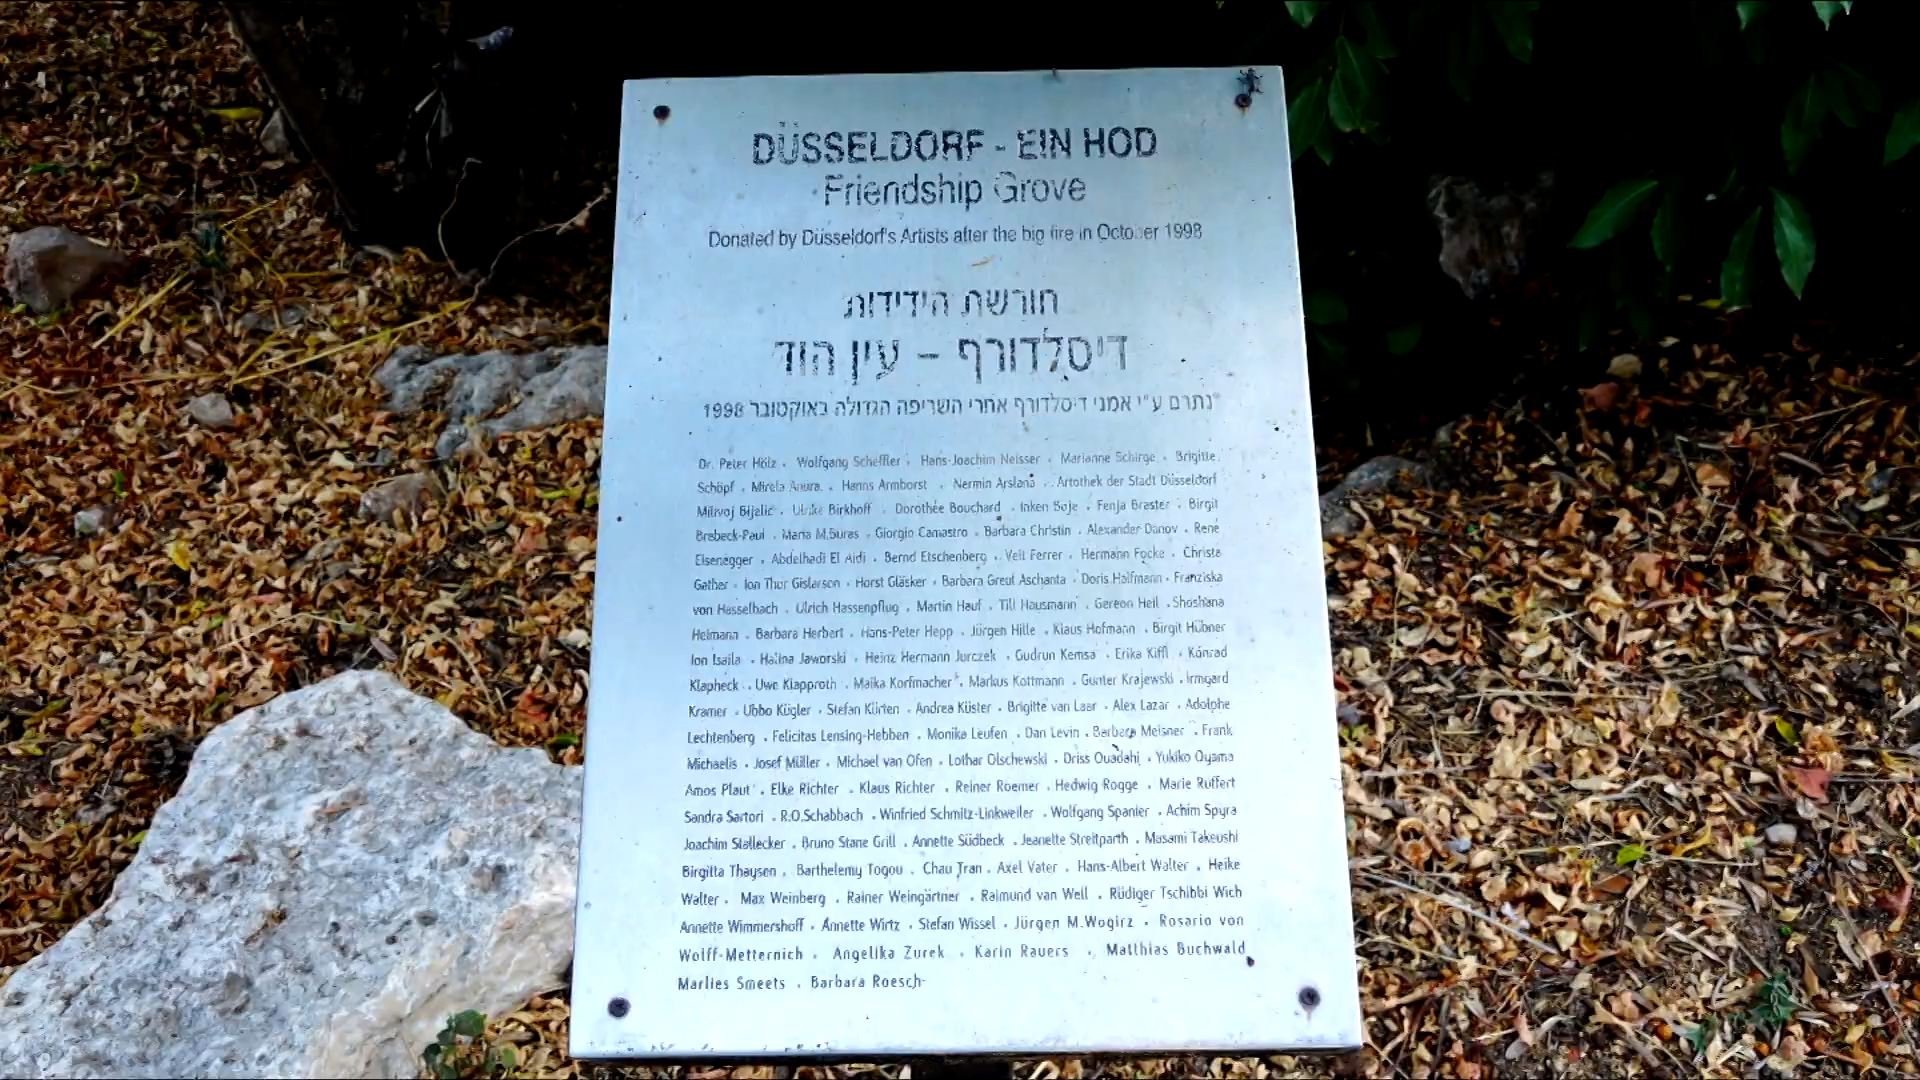 DÜSSELDORF - EIN HOD
Friendship Grove
Donated by Düsseldorf's Artists after the big fire in October 1998
חורשת הידידות
דיסלדורף – עין הוד
נתרם ע"י אמני דיסלדורף אחרי השריפה הגדולה באוקטובר 1998
Dr. Peter Hölz . Wolfgang Scheffler . Hans-Joachim Neisser . Marianne Schirge . Brigitte
Schöpf . Mirela Anura . Hanns Armborst . Nermin Arslana . Artothek der Stadt Düsseldorf
Milivoj Bijelic . Ulrike Birkhoff . Dorothée Bouchard . Inken Boje . Fenja Braster . Birgit
Brebeck-Paul . Maria M.Buras . Giorgio Camastro . Barbara Christin . Alexander Danov . René
Eisenegger . Abdelhadi El Aidi . Bernd Etschenberg . Veit Ferrer . Hermann Focke . Christa
Gather . Ion Thor Gislarson . Horst Gläsker . Barbara Greul Aschanta . Doris Halfmann . Franziska
von Hasselbach . Ulrich Hassenpflug . Martin Hauf . Till Hausmann . Gereon Heil . Shoshana
Heimann . Barbara Herbert . Hans-Peter Hepp . Jürgen Hille . Klaus Hofmann . Birgit Hübner
Ion Isaila . Halina Jaworski . Heinz Hermann Jurczek . Gudrun Kemsa . Erika Kiffl . Konrad
Klapheck . Uwe Klapproth . Maika Korfmacher . Markus Kottmann . Günter Krajewski . Irmgard
Kramer . Ubbo Kügler . Stefan Kürten . Andrea Küster . Brigitte van Laar . Alex Lazar . Adolphe
Lechtenberg . Felicitas Lensing-Hebben . Monika Leufen . Dan Levin . Barbara Meisner . Frank
Michaelis . Josef Müller . Michael van Ofen . Lothar Olschewski . Driss Ouadahi . Yukiko Oyama
Amos Plaut . Elke Richter . Klaus Richter . Reiner Roemer . Hedwig Rogge . Marie Ruffert
Sandra Sartori . R.O.Schabbach . Winfried Schmitz-Linkweiler . Wolfgang Spanier . Achim Spyra
Joachim Stallecker . Bruno Stane Grill . Annette Südbeck . Jeanette Streitparth . Masami Takeushi
Birgitta Thaysen . Barthelemy Togou . Chau Tran . Axel Vater . Hans-Albert Walter . Heike
Walter . Max Weinberg . Rainer Weingärtner . Raimund van Well . Rüdiger Tschibbi Wich
Annette Wimmershoff . Annette Wirtz . Stefan Wissel . Jürgen M.Wogirz . Rosario von
Wolff-Metternich . Angelika Zurek . Karin Rauers . Matthias Buchwald
Marlies Smeets . Barbara Roesch